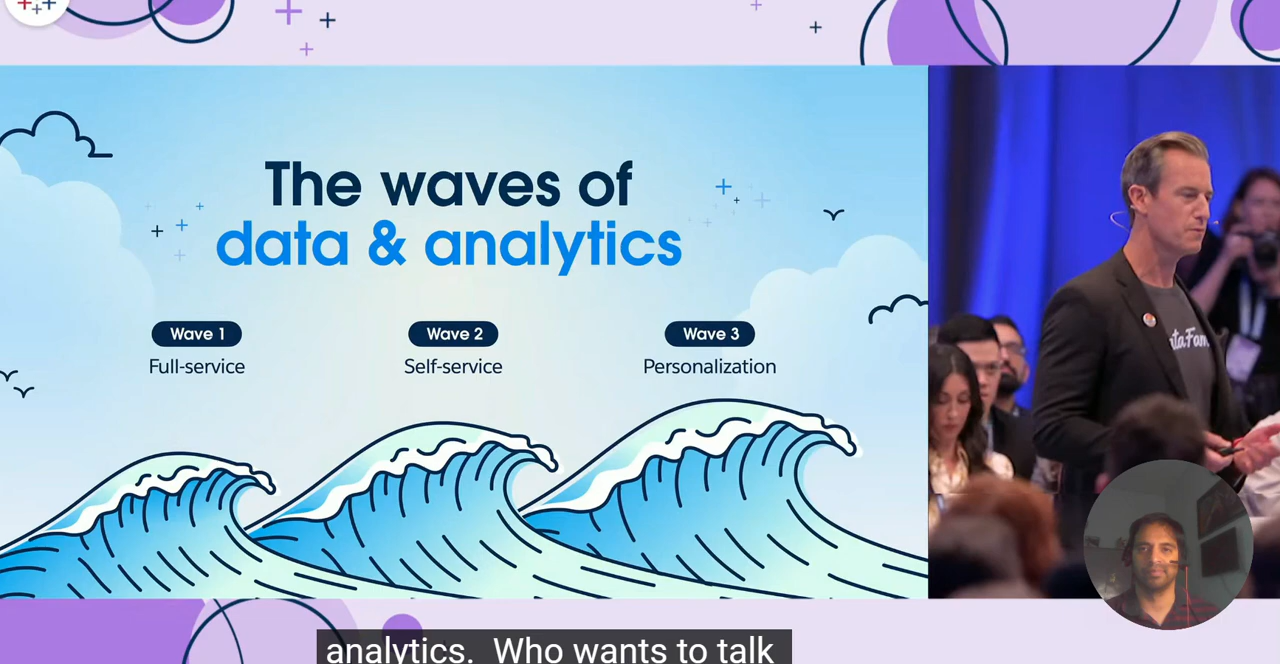 The waves of
data & analytics
Wave 1
Wave 2
Wave 3
Full-service
Self-service
Personalization
analytics. Who wants to talk